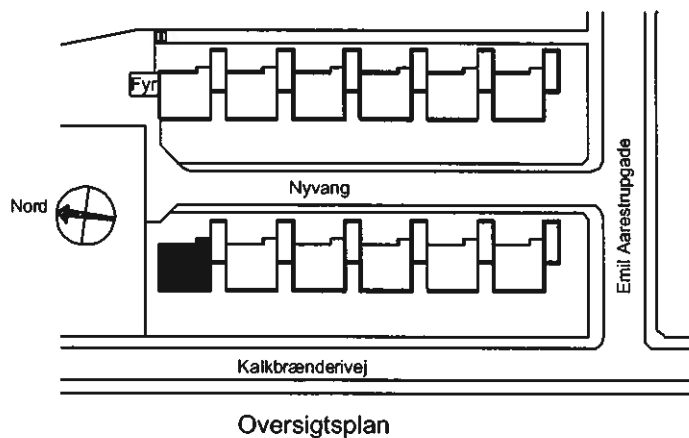 Fyr
Nyvang
Nord
Emil Aarestrupgade
Kalkbrænderivej
Oversigtsplan